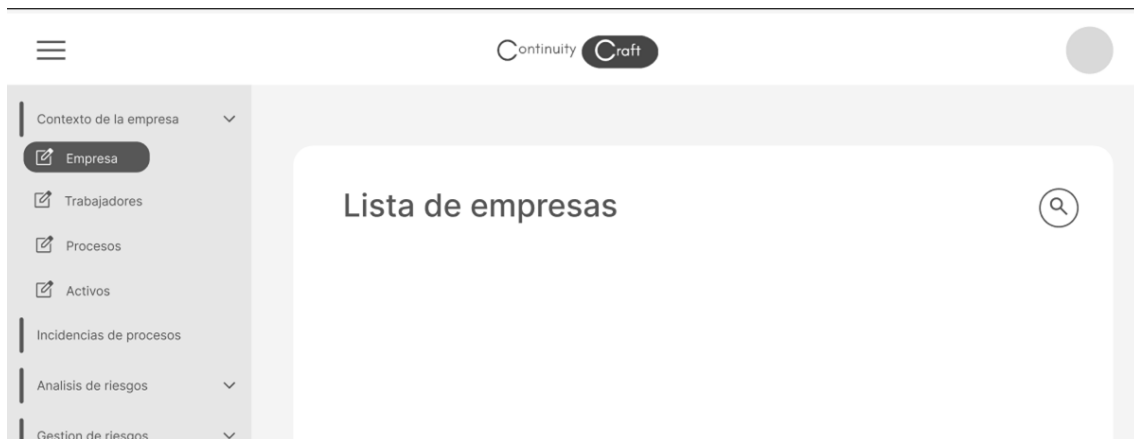 Continuity Craft
Contexto de la empresa
Empresa
Trabajadores
Procesos
Activos
Incidencias de procesos
Analisis de riesgos
Gestion de riesgos
Lista de empresas